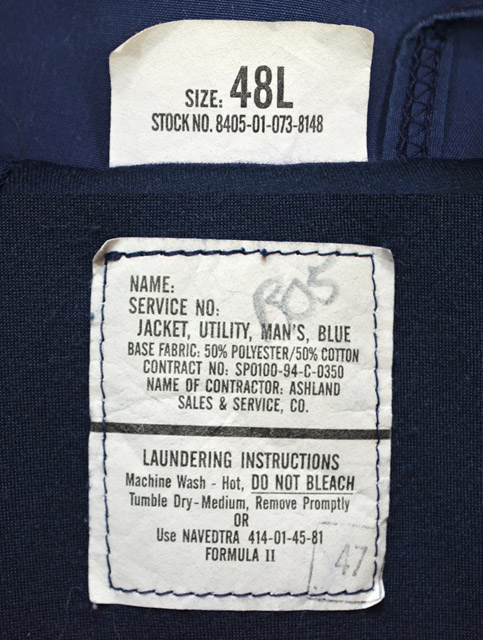 SIZE: 48L
STOCK NO. 8405-01-073-8148
NAME:
SERVICE NO:
JACKET, UTILITY, MAN'S, BLUE
BASE FABRIC: 50% POLYESTER/50% COTTON
CONTRACT NO: SP0100-94-C-0350
NAME OF CONTRACTOR: ASHLAND
SALES & SERVICE, CO.
LAUNDERING INSTRUCTIONS
Machine Wash - Hot, DO NOT BLEACH
Tumble Dry-Medium, Remove Promptly
OR
Use NAVEDTRA 414-01-45-81
FORMULA II
47